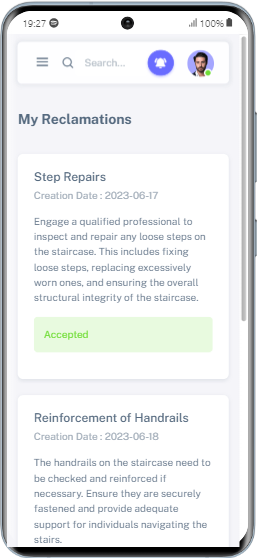 19:27
100%
Search...
My Reclamations
Step Repairs
Creation Date : 2023-06-17
Engage a qualified professional to
inspect and repair any loose steps on
the staircase. This includes fixing
loose steps, replacing excessively
worn ones, and ensuring the overall
structural integrity of the staircase.
Accepted
Reinforcement of Handrails
Creation Date : 2023-06-18
The handrails on the staircase need to
be checked and reinforced if
necessary. Ensure they are securely
fastened and provide adequate
support for individuals navigating the
stairs.